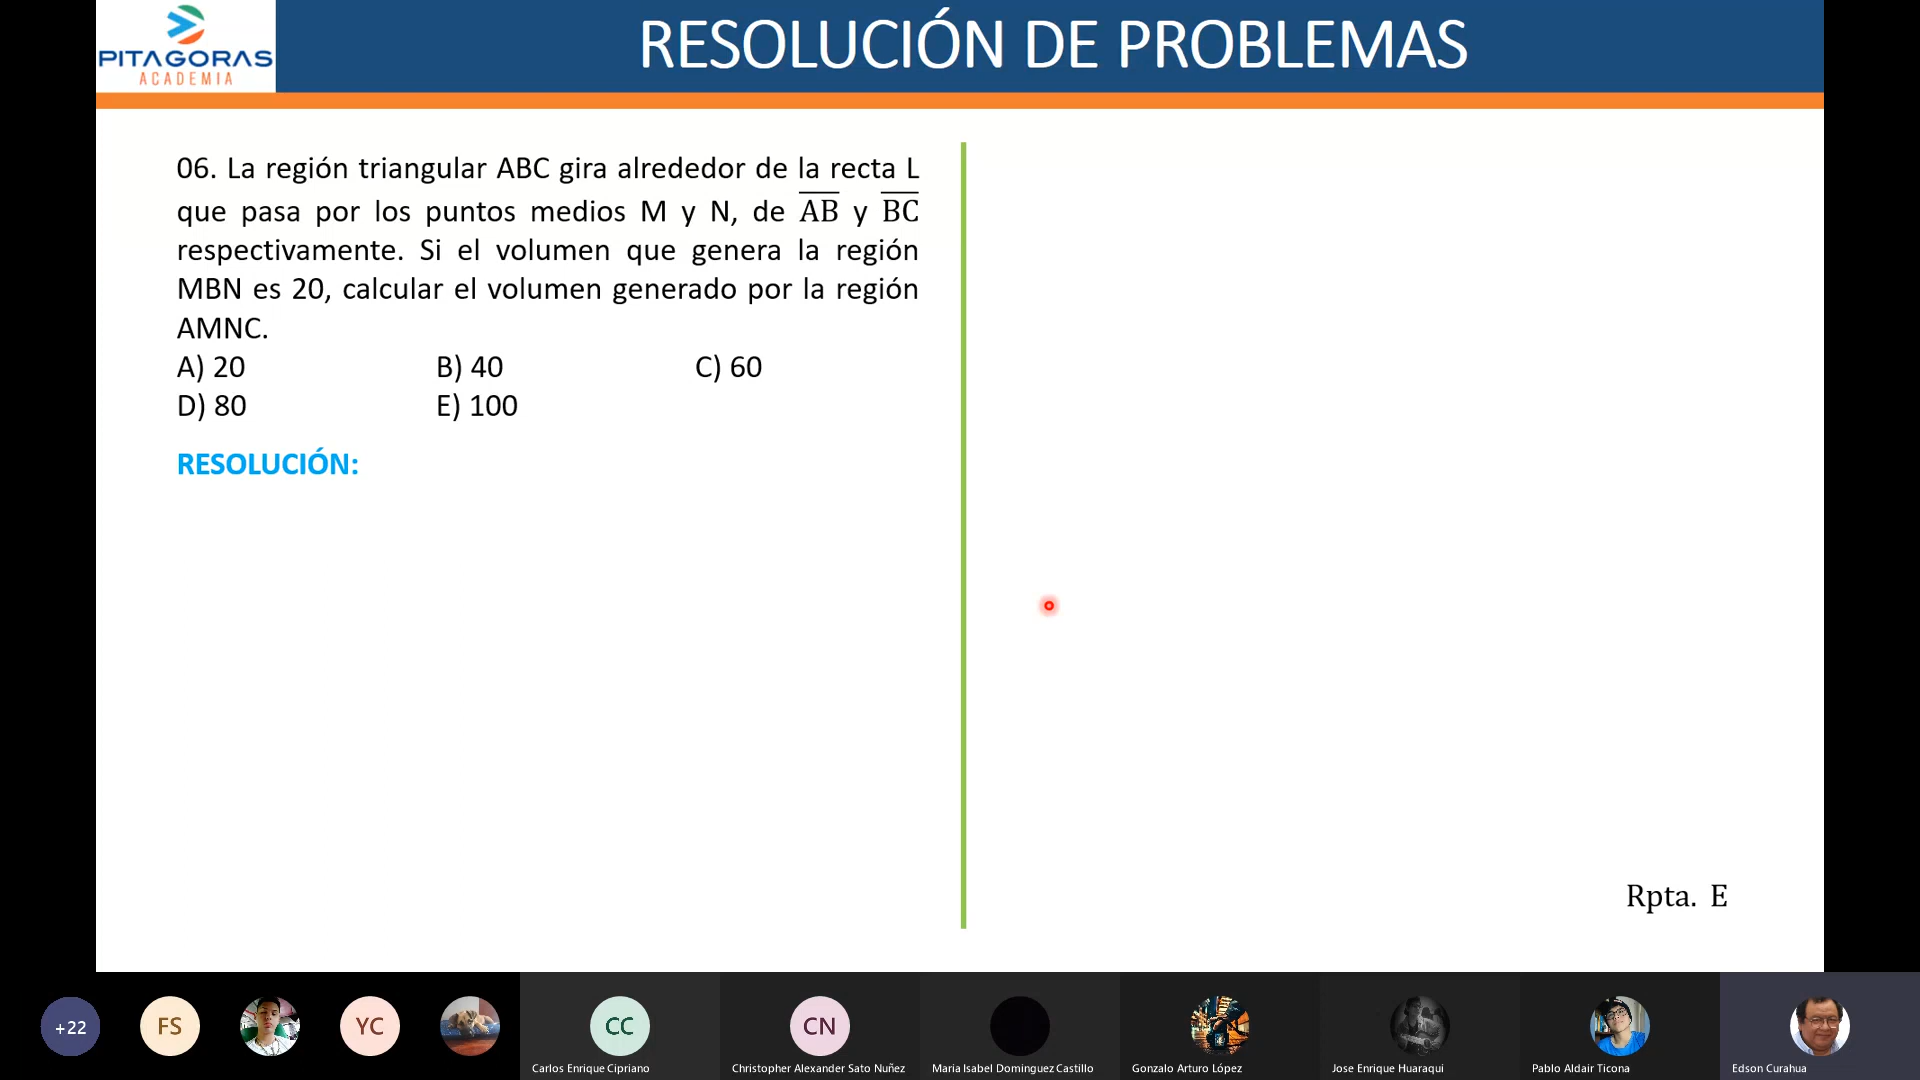 PITAGORAS
ACADEMIA
RESOLUCIÓN DE PROBLEMAS
06. La región triangular ABC gira alrededor de la recta L
que pasa por los puntos medios M y N, de AB y BC
respectivamente. Si el volumen que genera la región
MBN es 20, calcular el volumen generado por la región
AMNC.
A) 20 B) 40 C) 60
D) 80 E) 100
RESOLUCIÓN:
Rpta. E
+22 FS YC CC CN
Carlos Enrique Cipriano Christopher Alexander Sato Nuñez Maria Isabel Dominguez Castillo Gonzalo Arturo López Jose Enrique Huaraqui Pablo Aldair Ticona Edson Curahua